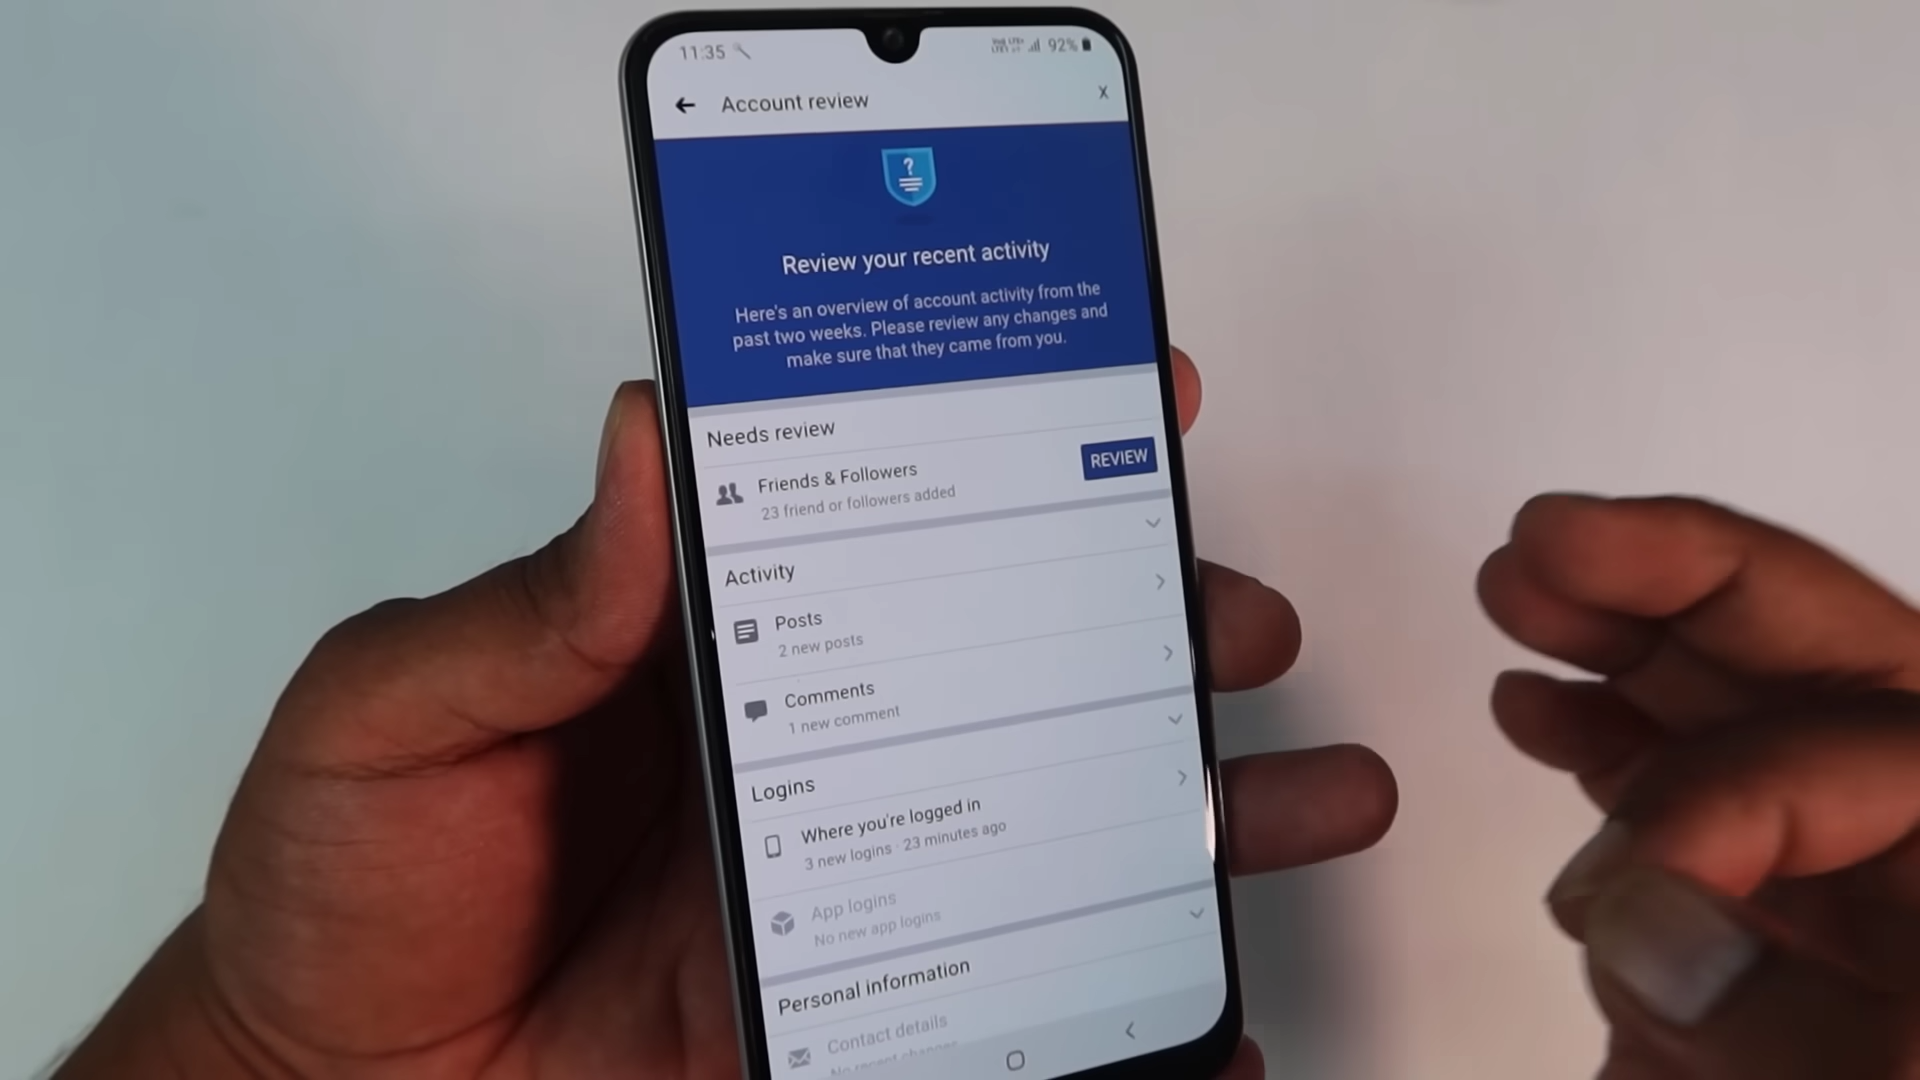 11:35 92%
Account review X
?
Review your recent activity
Here's an overview of account activity from the
past two weeks. Please review any changes and
make sure that they came from you.
Needs review
Friends & Followers
23 friend or followers added
REVIEW
Activity
Posts
2 new posts
Comments
1 new comment
Logins
Where you're logged in
3 new logins · 23 minutes ago
App logins
No new app logins
Personal information
Contact details
No recent changes